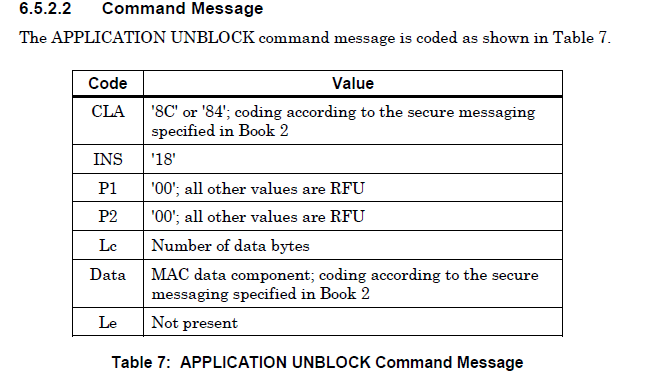 6.5.2.2 Command Message
The APPLICATION UNBLOCK command message is coded as shown in Table 7.
Code Value
CLA '8C' or '84'; coding according to the secure messaging
specified in Book 2
INS '18'
P1 '00'; all other values are RFU
P2 '00'; all other values are RFU
Lc Number of data bytes
Data MAC data component; coding according to the secure
messaging specified in Book 2
Le Not present
Table 7: APPLICATION UNBLOCK Command Message